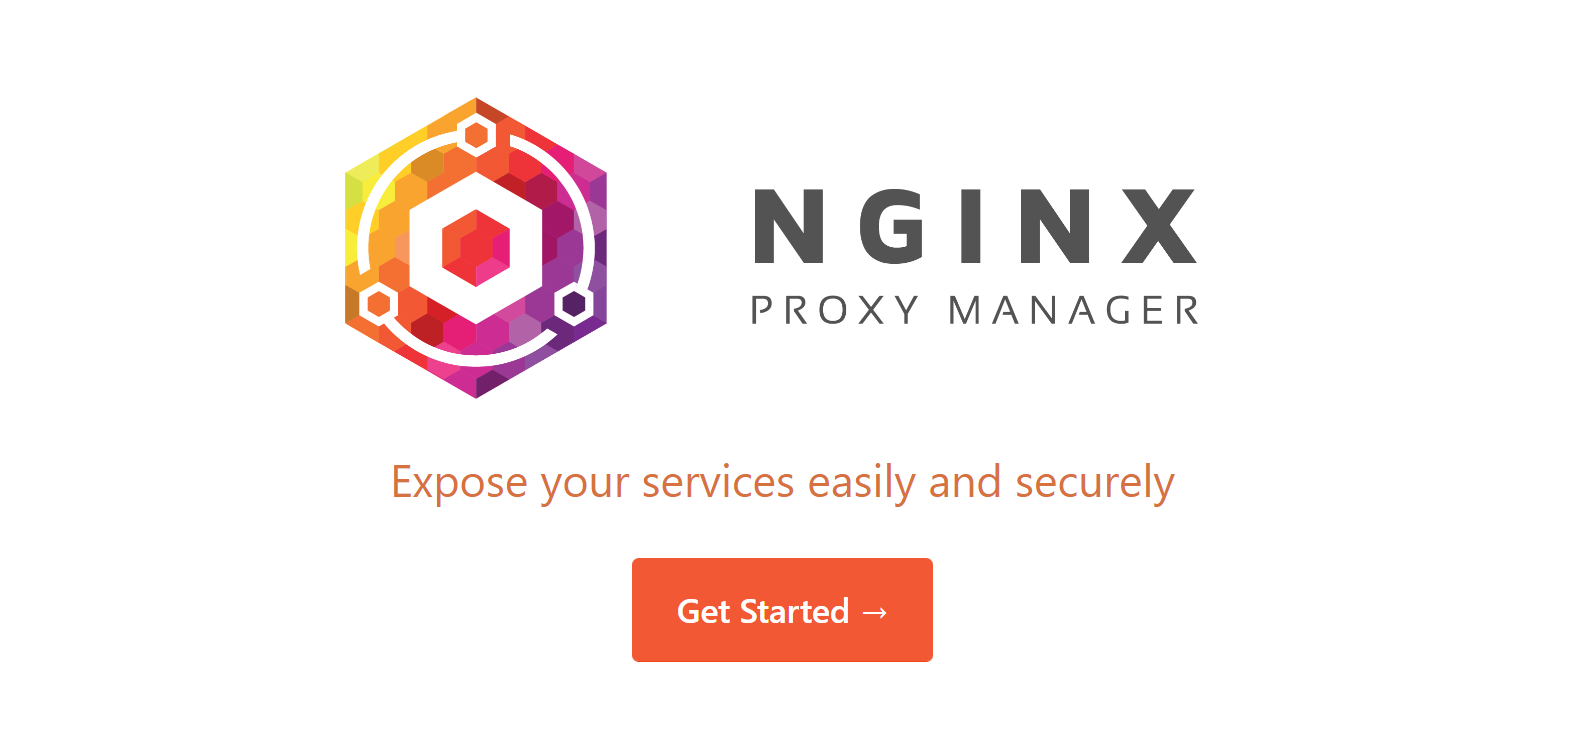 NGINX
PROXY MANAGER
Expose your services easily and securely
Get Started →